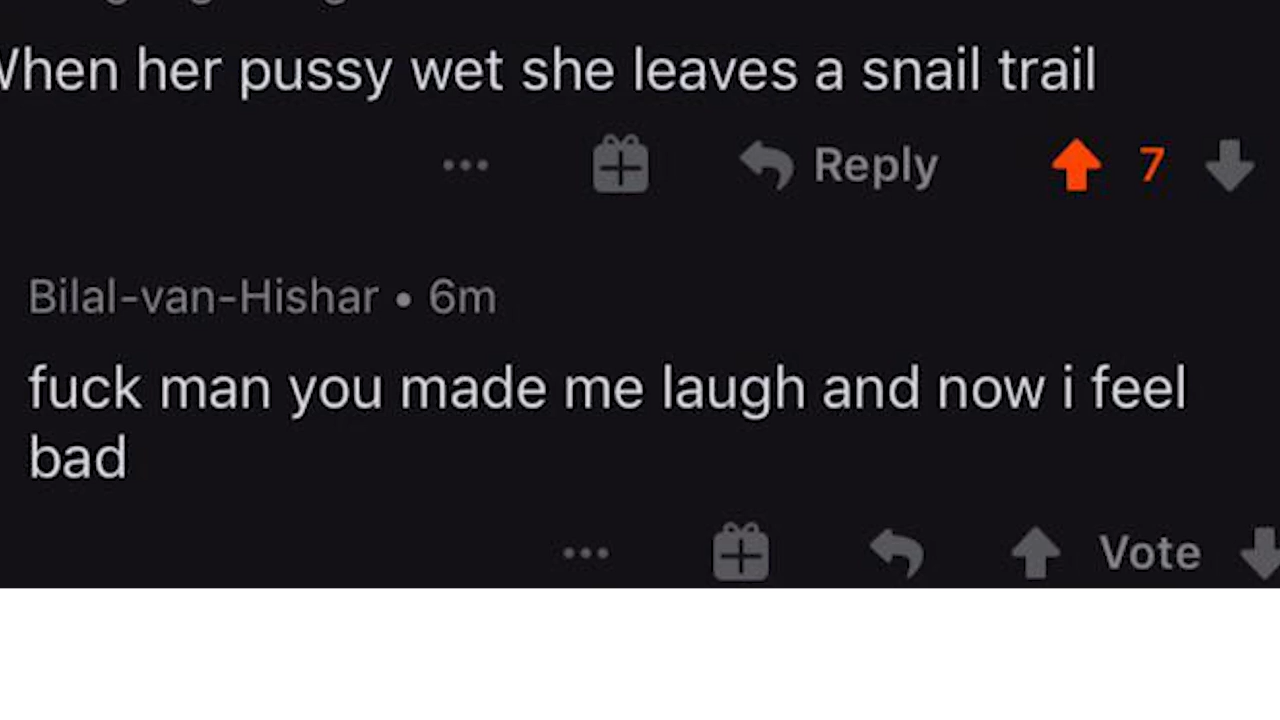 When her pussy wet she leaves a snail trail
Reply 7
Bilal-van-Hishar • 6m
fuck man you made me laugh and now i feel
bad
Vote